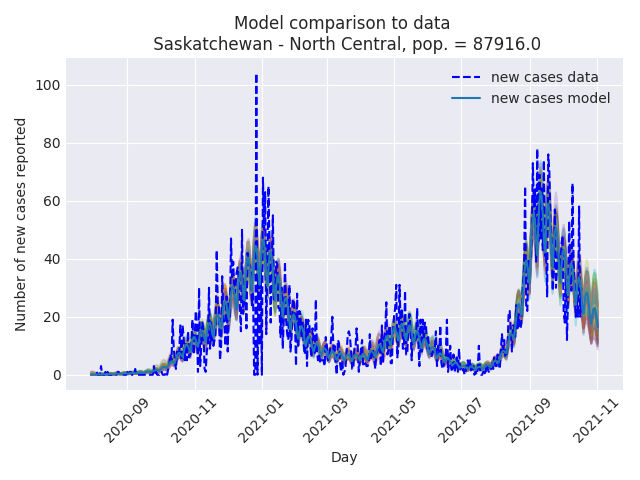 Model comparison to data
Saskatchewan - North Central, pop. = 87916.0
new cases data
new cases model
Number of new cases reported
100
80
60
40
20
0
2020-09
2020-11
2021-01
2021-03
2021-05
2021-07
2021-09
2021-11
Day